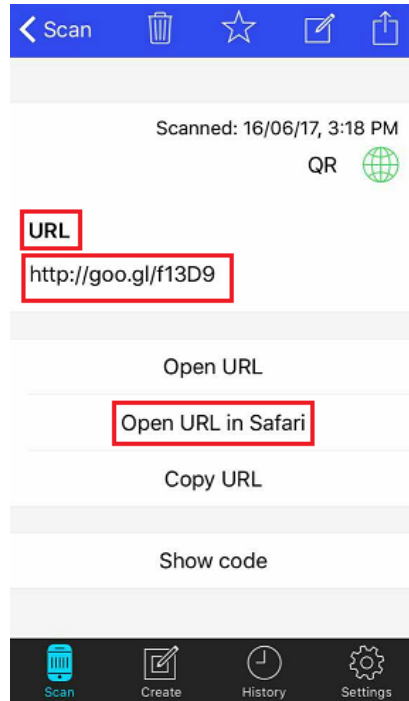 Scan
Scanned: 16/06/17, 3:18 PM
QR
URL
http://goo.gl/f13D9
Open URL
Open URL in Safari
Copy URL
Show code
Scan Create History Settings